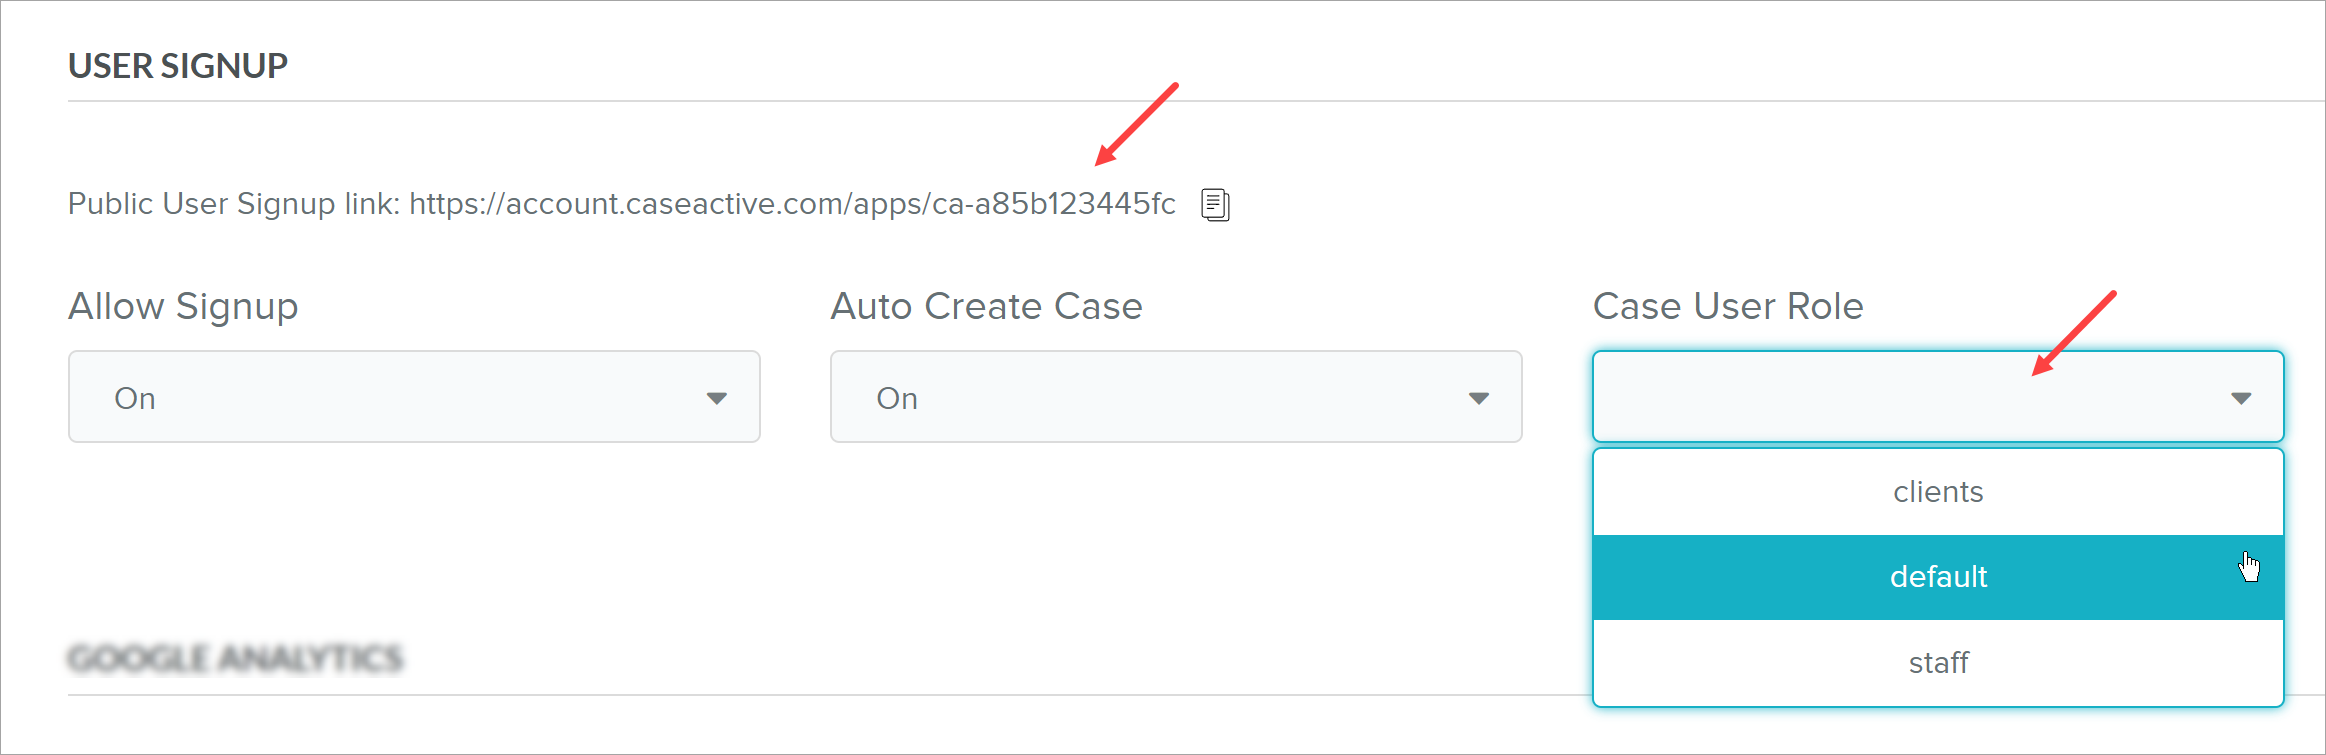 USER SIGNUP
Public User Signup link: https://account.caseactive.com/apps/ca-a85b123445fc
Allow Signup
Auto Create Case
Case User Role
On
On
clients
default
staff
GOOGLE ANALYTICS